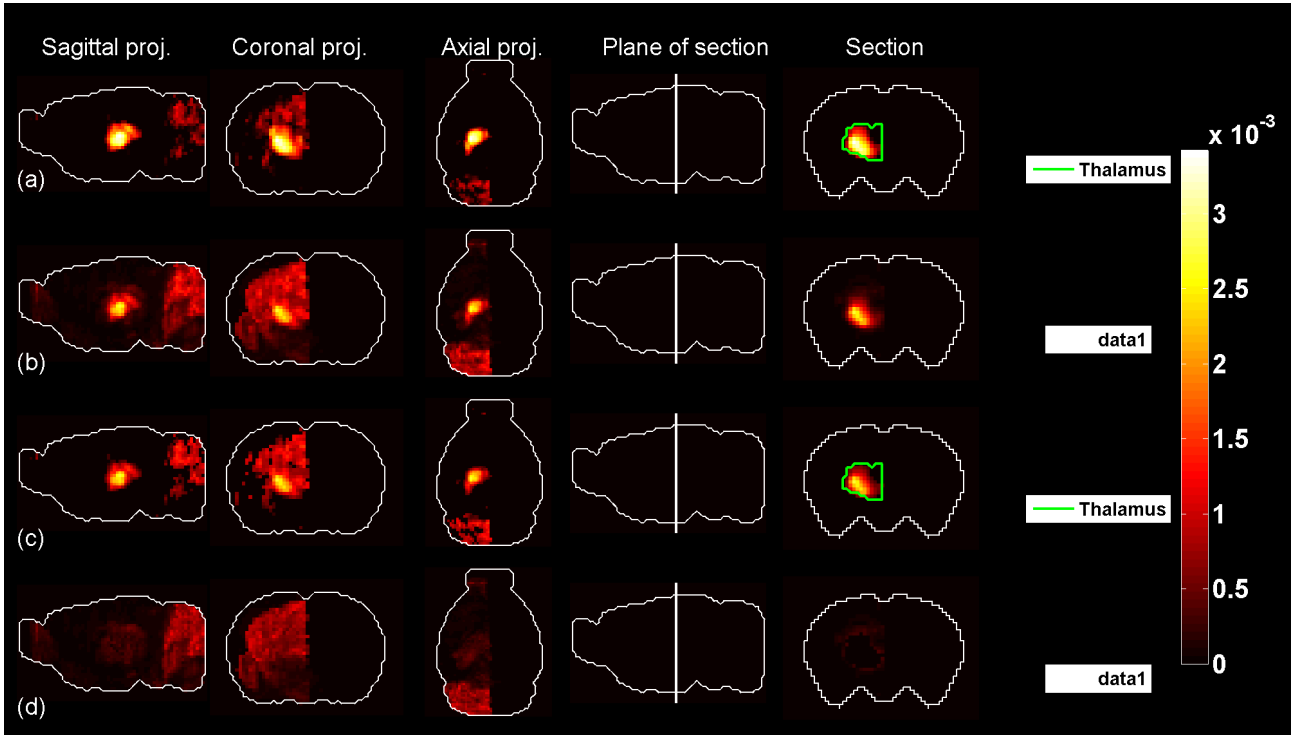 Sagittal proj. Coronal proj. Axial proj. Plane of section Section
x 10-3
(a)
Thalamus
3
(b)
2.5
data1
2
1.5
(c)
Thalamus
1
0.5
(d)
data1
0